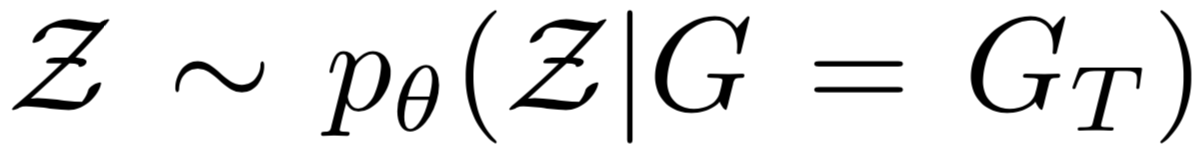 𝒵 ∼ p_θ(𝒵|G = G_T)